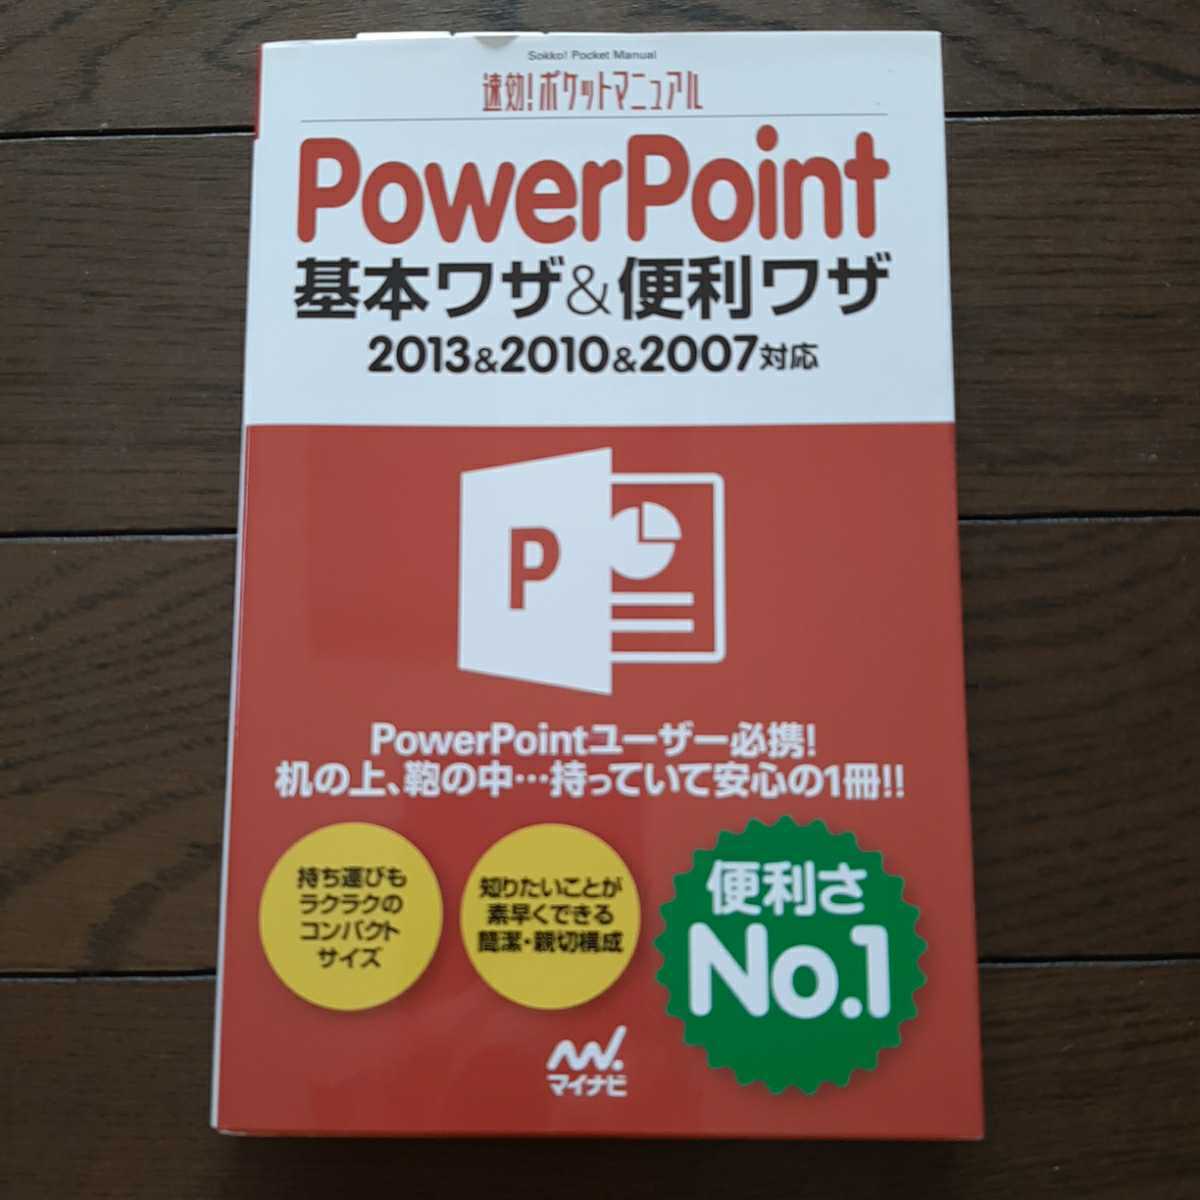 Sokko! Pocket Manual
速効!ポケットマニュアル
PowerPoint
基本ワザ&便利ワザ
2013&2010&2007対応
P
PowerPointユーザー必携!
机の上、鞄の中…持っていて安心の1冊!!
持ち運びも
ラクラクの
コンパクト
サイズ
知りたいことが
素早くできる
簡潔・親切構成
便利さ
No.1
マイナビ